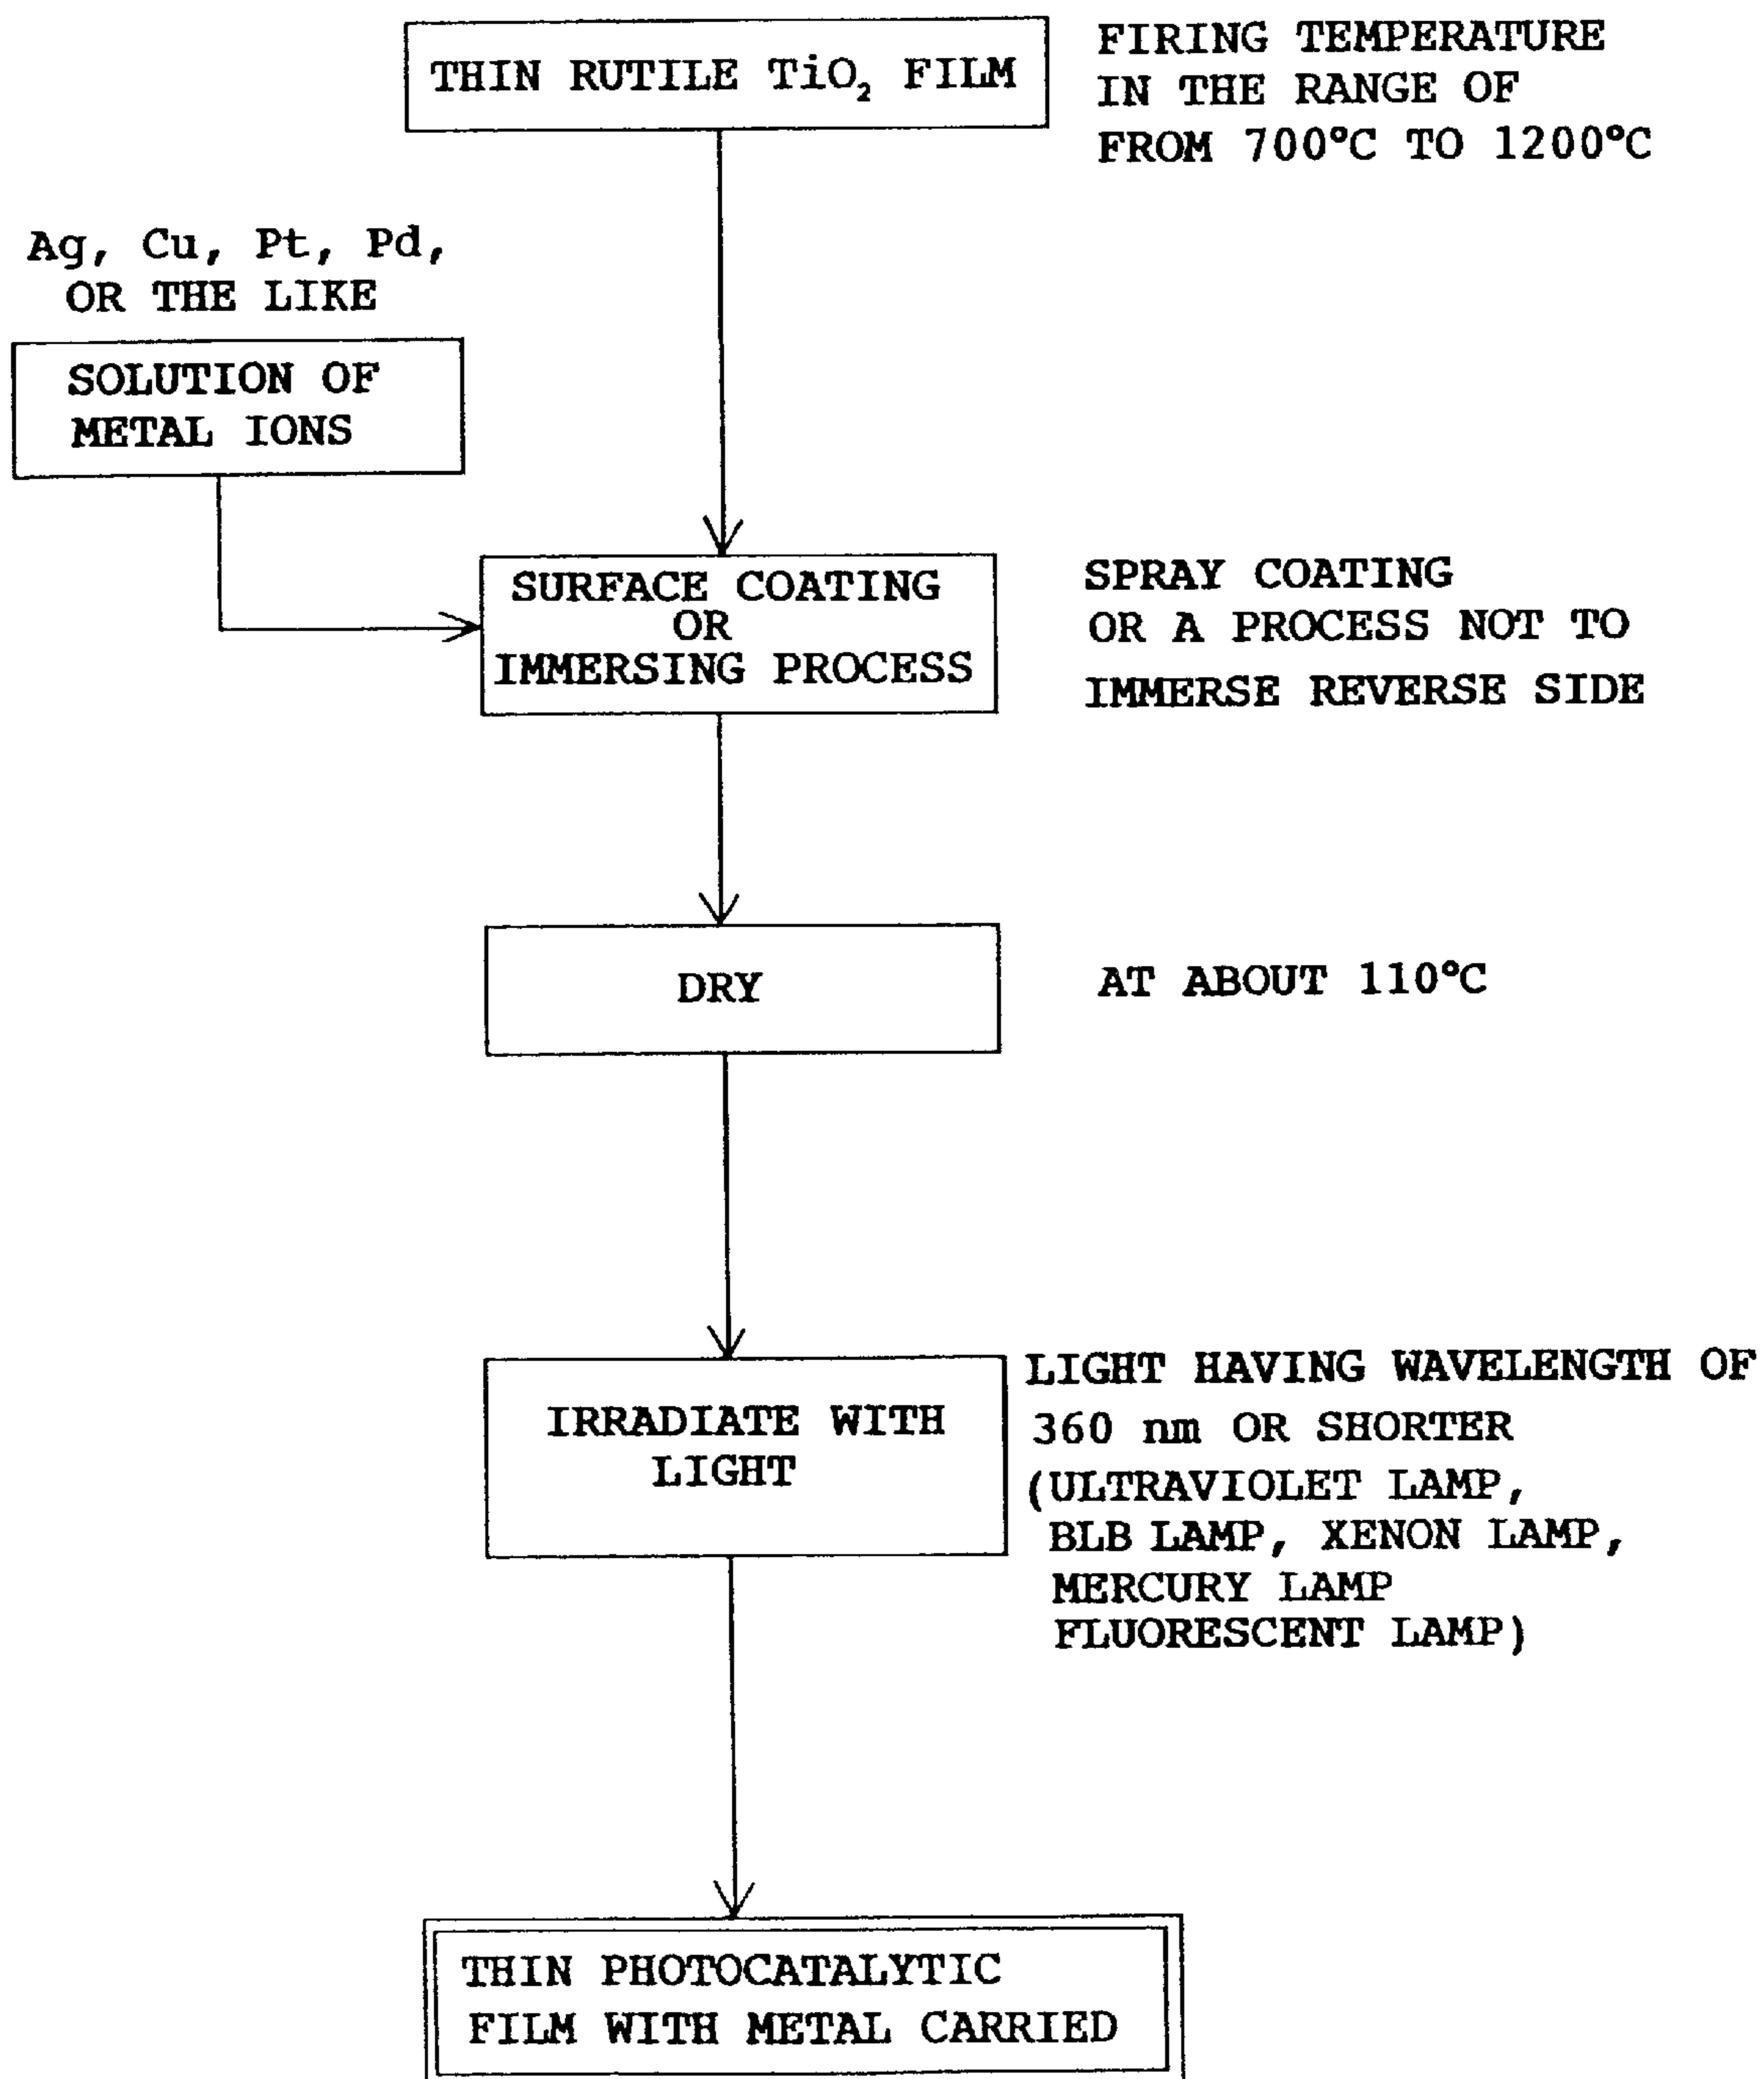 THIN RUTILE TiO₂ FILM
FIRING TEMPERATURE
IN THE RANGE OF
FROM 700°C TO 1200°C
Ag, Cu, Pt, Pd,
OR THE LIKE
SOLUTION OF
METAL IONS
SURFACE COATING
OR
IMMERSING PROCESS
SPRAY COATING
OR A PROCESS NOT TO
IMMERSE REVERSE SIDE
DRY
AT ABOUT 110°C
IRRADIATE WITH
LIGHT
LIGHT HAVING WAVELENGTH OF
360 nm OR SHORTER
(ULTRAVIOLET LAMP,
BLB LAMP, XENON LAMP,
MERCURY LAMP
FLUORESCENT LAMP)
THIN PHOTOCATALYTIC
FILM WITH METAL CARRIED